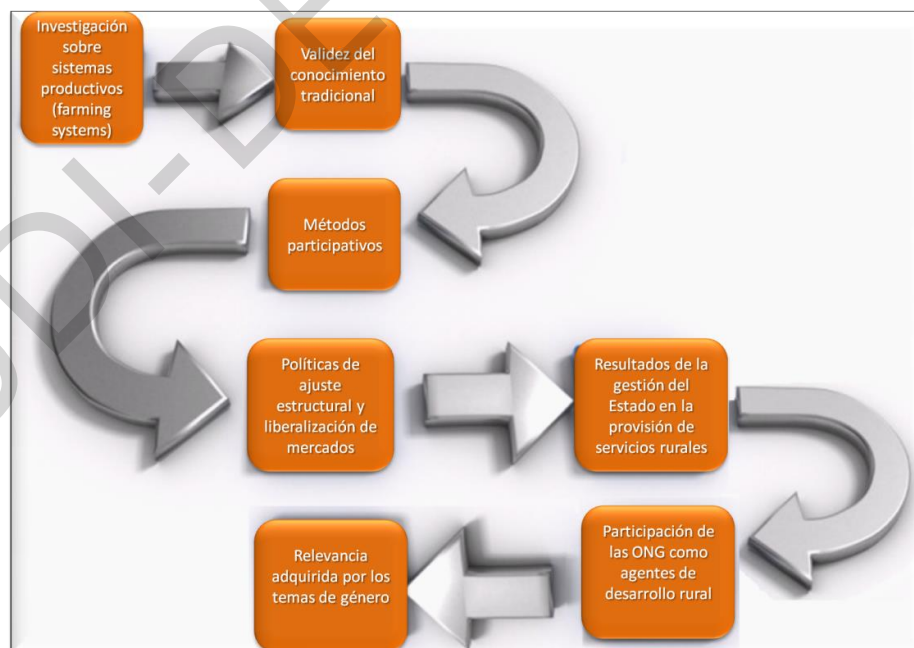 Investigación
sobre
sistemas
productivos
(farming
systems)
Validez del
conocimiento
tradicional
Métodos
participativos
Políticas de
ajuste
estructural y
liberalización de
mercados
Resultados de la
gestión del
Estado en la
provisión de
servicios rurales
Participación de
las ONG como
agentes de
desarrollo rural
Relevancia
adquirida por los
temas de género